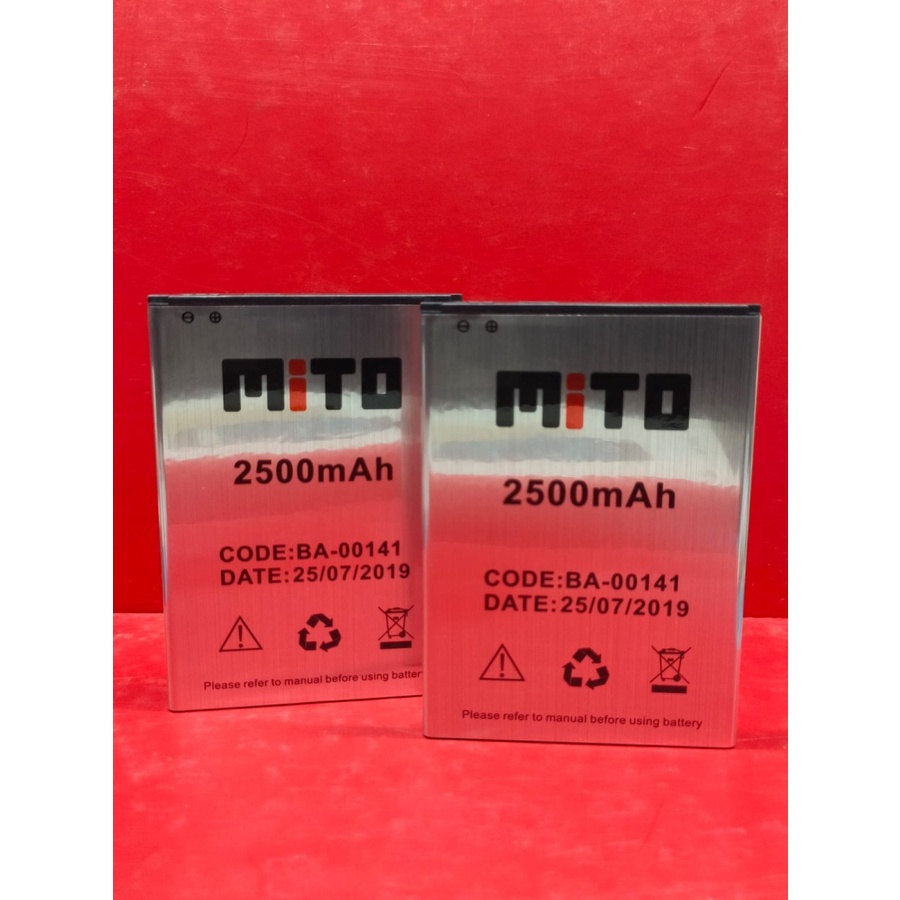 MiTO
2500mAh
CODE:BA-00141
DATE:25/07/2019
Please refer to manual before using battery
MiTO
2500mAh
CODE:BA-00141
DATE:25/07/2019
Please refer to manual before using battery